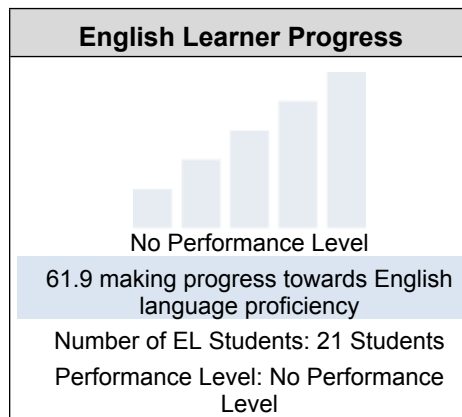 English Learner Progress
No Performance Level
61.9 making progress towards English
language proficiency
Number of EL Students: 21 Students
Performance Level: No Performance
Level